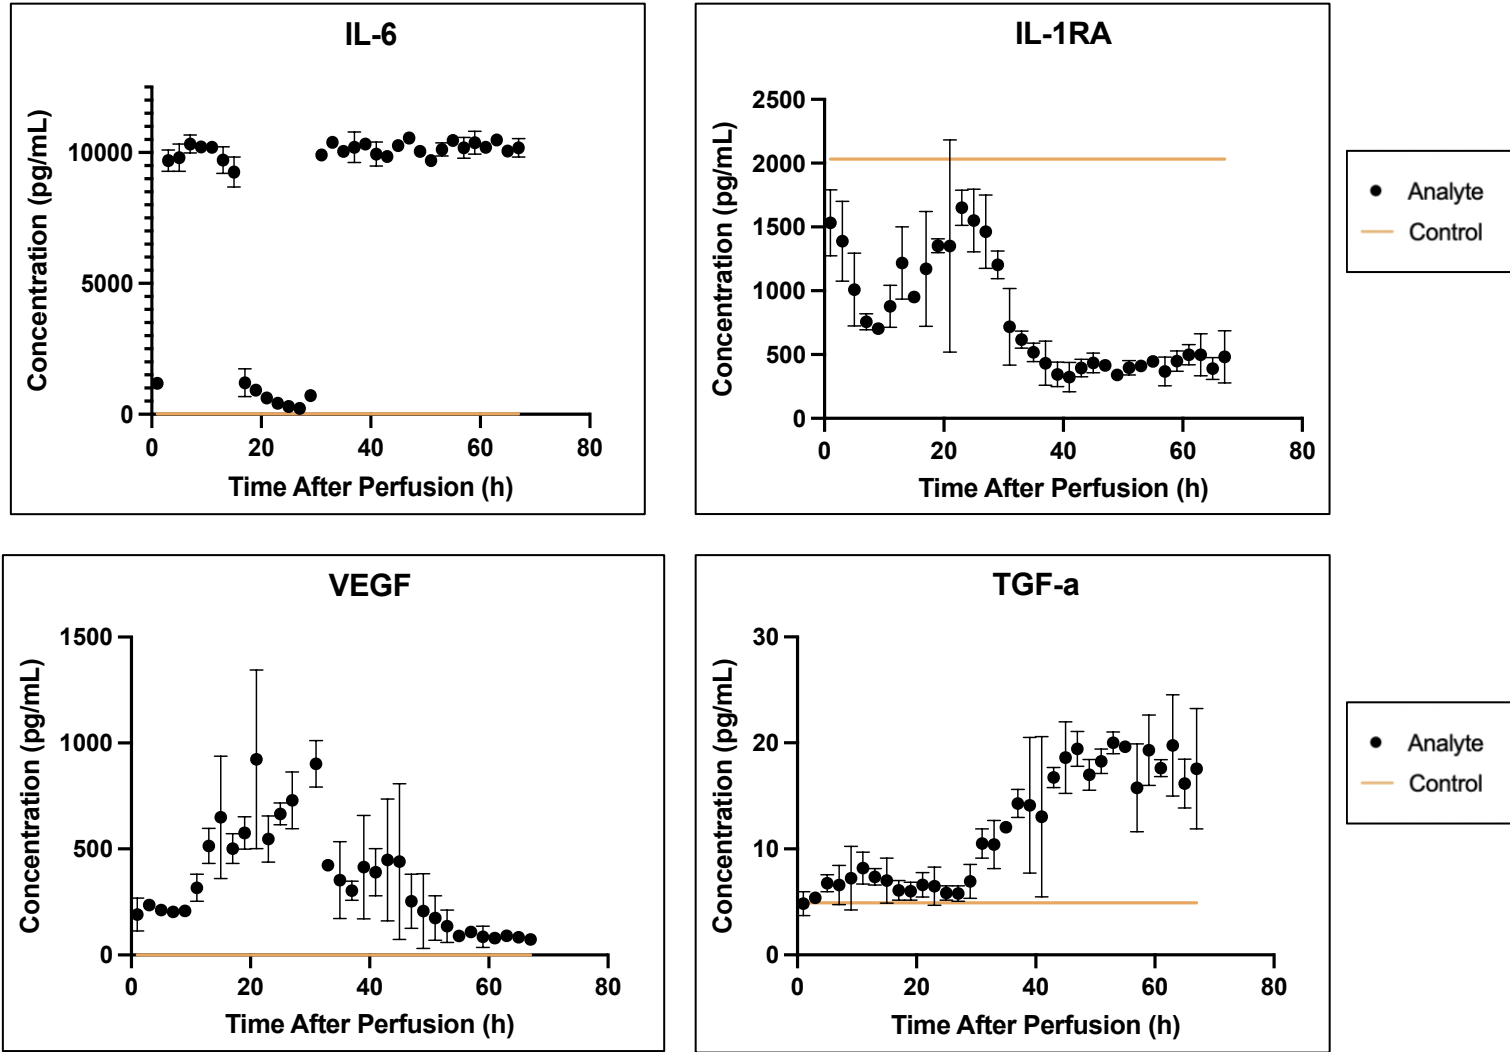 IL-6
Concentration (pg/mL)
10000
5000
0
0 20 40 60 80
Time After Perfusion (h)
IL-1RA
Concentration (pg/mL)
2500
2000
1500
1000
500
0
0 20 40 60 80
Time After Perfusion (h)
Analyte
Control
VEGF
Concentration (pg/mL)
1500
1000
500
0
0 20 40 60 80
Time After Perfusion (h)
TGF-a
Concentration (pg/mL)
30
20
10
0
0 20 40 60 80
Time After Perfusion (h)
Analyte
Control